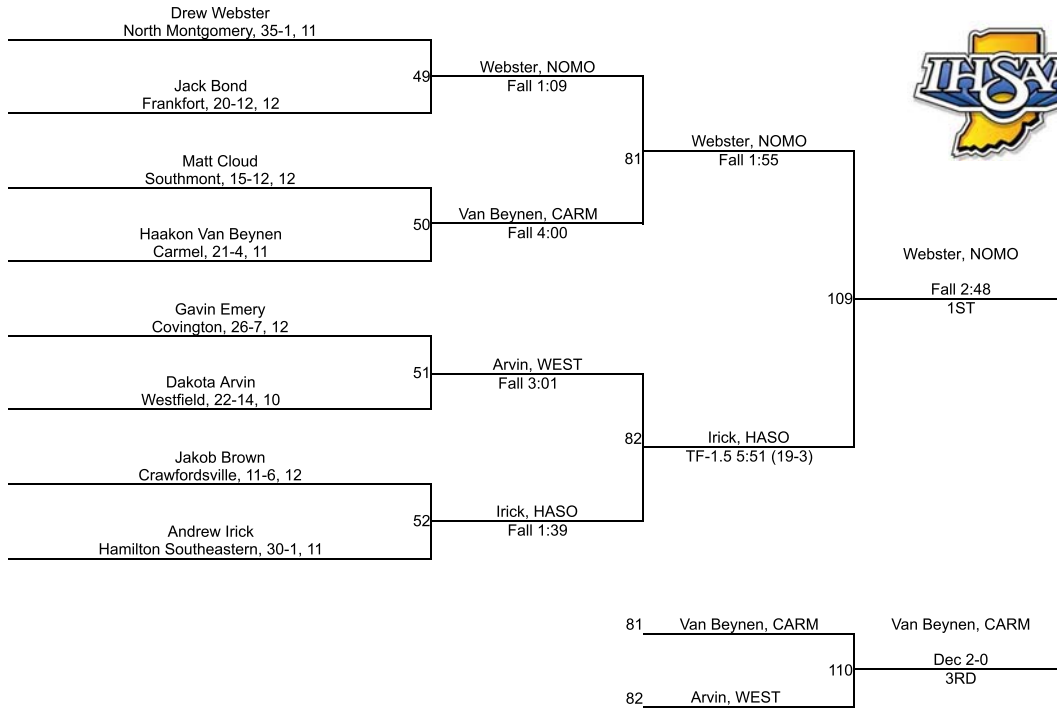 Drew Webster
North Montgomery, 35-1, 11
49
Jack Bond
Frankfort, 20-12, 12
Webster, NOMO
Fall 1:09
Matt Cloud
Southmont, 15-12, 12
50
Haakon Van Beynen
Carmel, 21-4, 11
Van Beynen, CARM
Fall 4:00
81
Webster, NOMO
Fall 1:55
Gavin Emery
Covington, 26-7, 12
51
Dakota Arvin
Westfield, 22-14, 10
Arvin, WEST
Fall 3:01
Jakob Brown
Crawfordsville, 11-6, 12
52
Andrew Irick
Hamilton Southeastern, 30-1, 11
Irick, HASO
Fall 1:39
82
Irick, HASO
TF-1.5 5:51 (19-3)
109
Webster, NOMO
Fall 2:48
1ST
81
Van Beynen, CARM
82
Arvin, WEST
110
Van Beynen, CARM
Dec 2-0
3RD
IHSAA